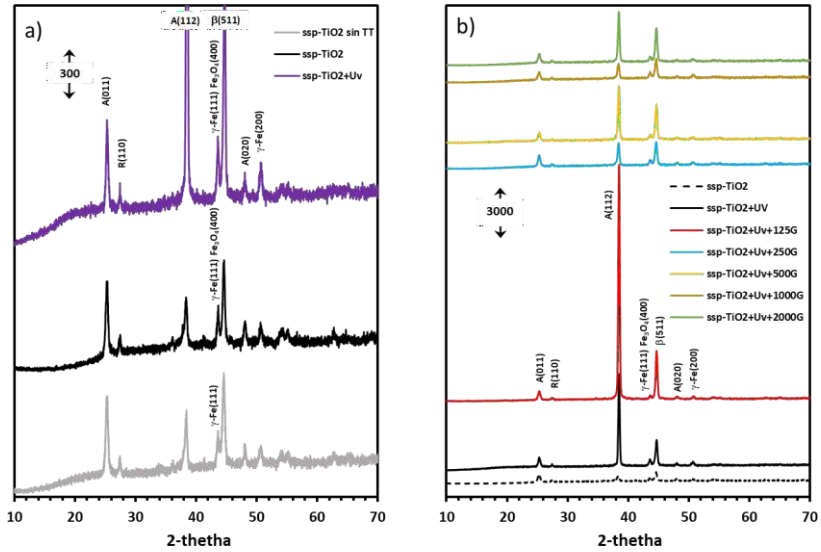 a)
300
A(011)
R(110)
A(112)
β(511)
γ-Fe(111) Fe₃O₄(400)
A(020)
γ-Fe(200)
ssp-TiO2 sin TT
ssp-TiO2
ssp-TiO2+Uv
γ-Fe(111) Fe₃O₄(400)
γ-Fe(111)
10 20 30 40 50 60 70
2-thetha
b)
3000
ssp-TiO2
ssp-TiO2+UV
ssp-TiO2+Uv+125G
ssp-TiO2+Uv+250G
ssp-TiO2+Uv+500G
ssp-TiO2+Uv+1000G
ssp-TiO2+Uv+2000G
A(011)
R(110)
A(112)
γ-Fe(111) Fe₃O₄(400)
β(511)
A(020)
γ-Fe(200)
10 20 30 40 50 60 70
2-thetha